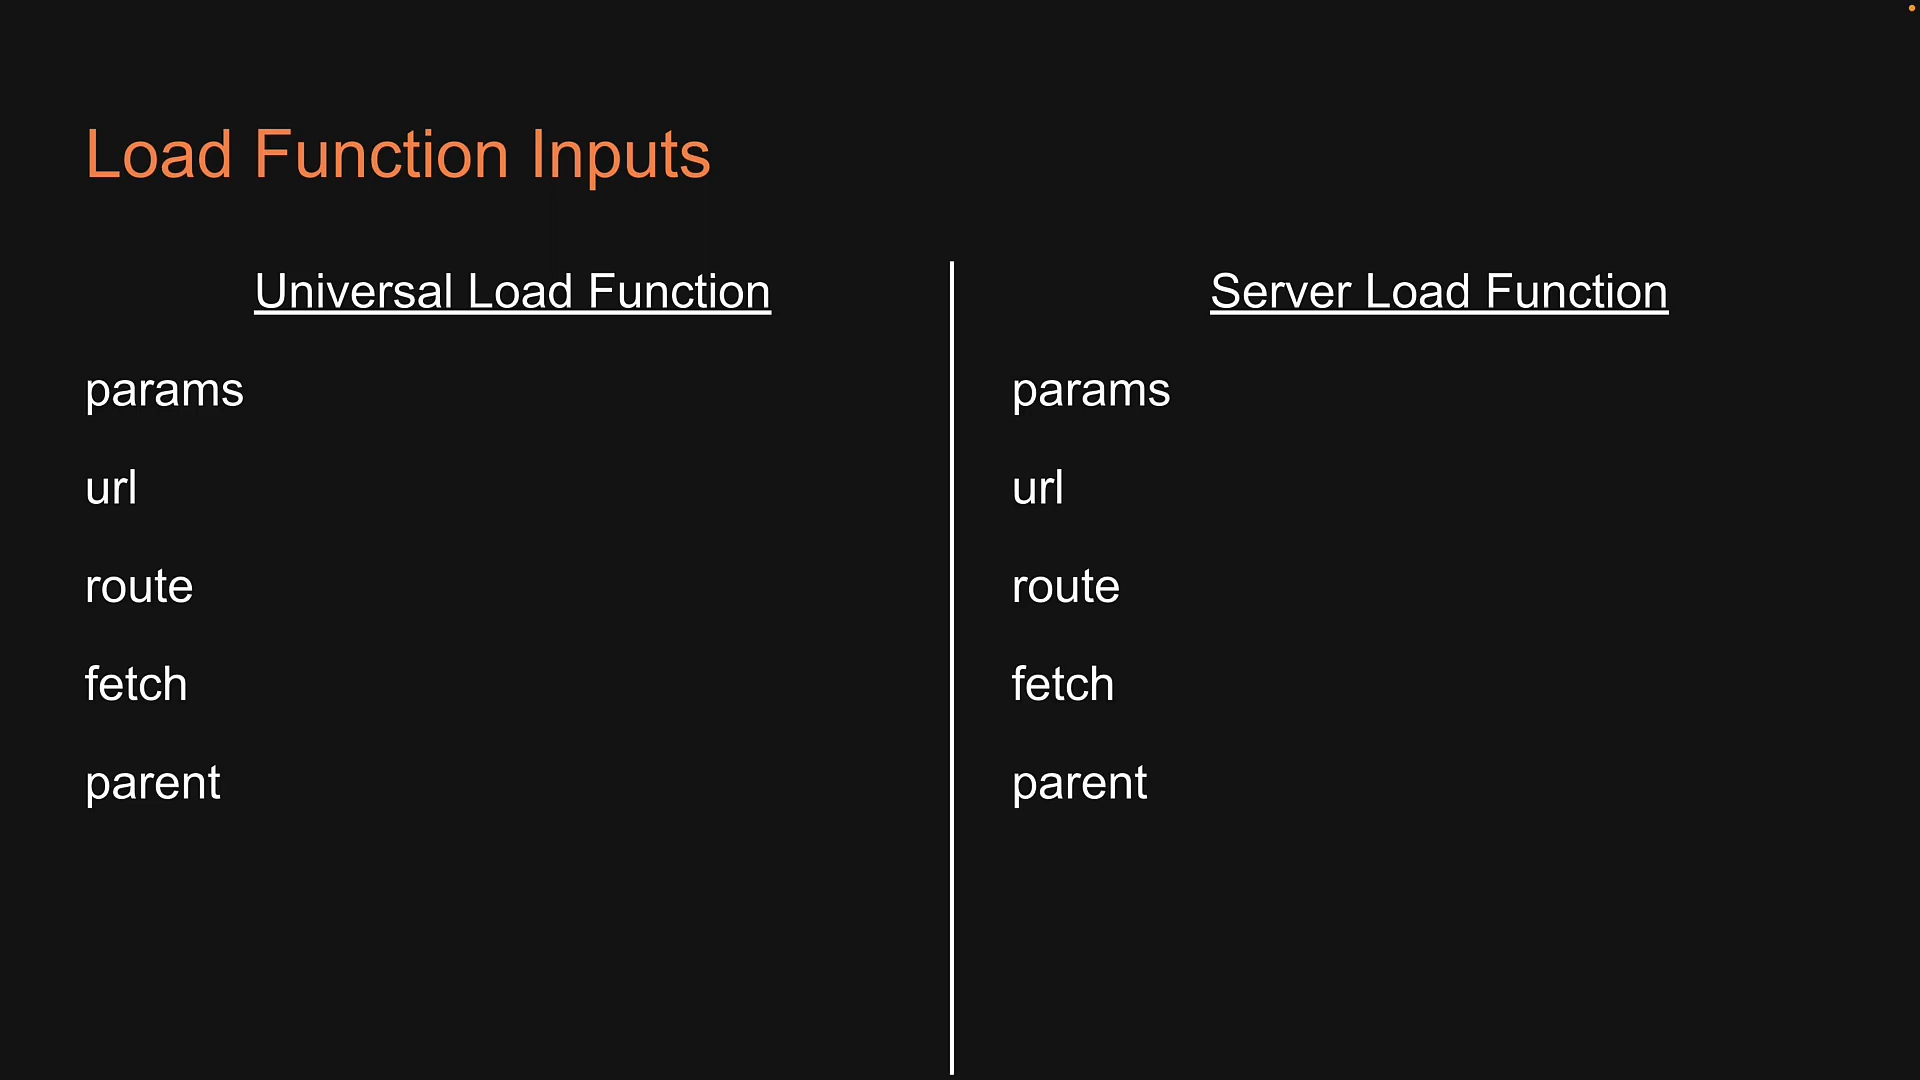 Load Function Inputs
Universal Load Function
params
url
route
fetch
parent
Server Load Function
params
url
route
fetch
parent